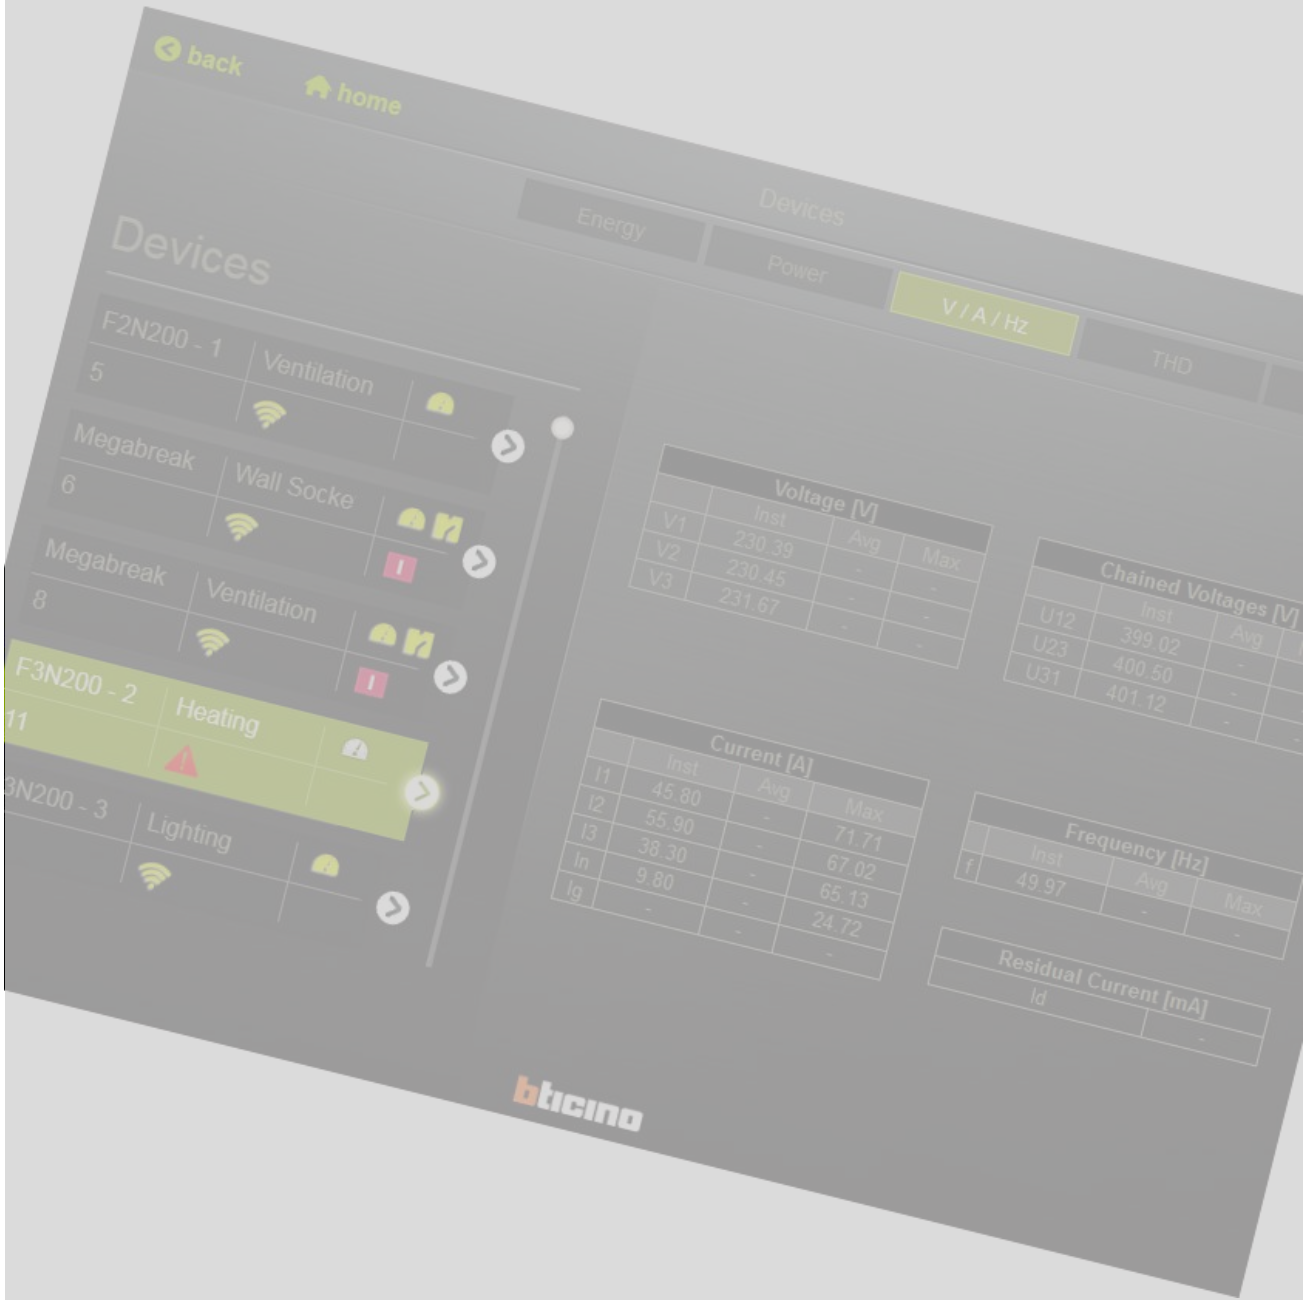 back
home
Devices
Energy
Power
V / A / Hz
THD
Devices
F2N200 - 1
Ventilation
5
Megabreak
Wall Socke
6
Megabreak
Ventilation
8
F3N200 - 2
Heating
11
3N200 - 3
Lighting
Voltage [V]
Inst Avg Max
V1 230.39 - -
V2 230.45 - -
V3 231.67 - -
Chained Voltages [V]
Inst Avg
U12 399.02 -
U23 400.50 -
U31 401.12 -
Current [A]
Inst Avg Max
I1 45.80 - 71.71
I2 55.90 - 67.02
I3 38.30 - 65.13
In 9.80 - 24.72
Ig - - -
Frequency [Hz]
Inst Avg Max
f 49.97 - -
Residual Current [mA]
Id -
bticino